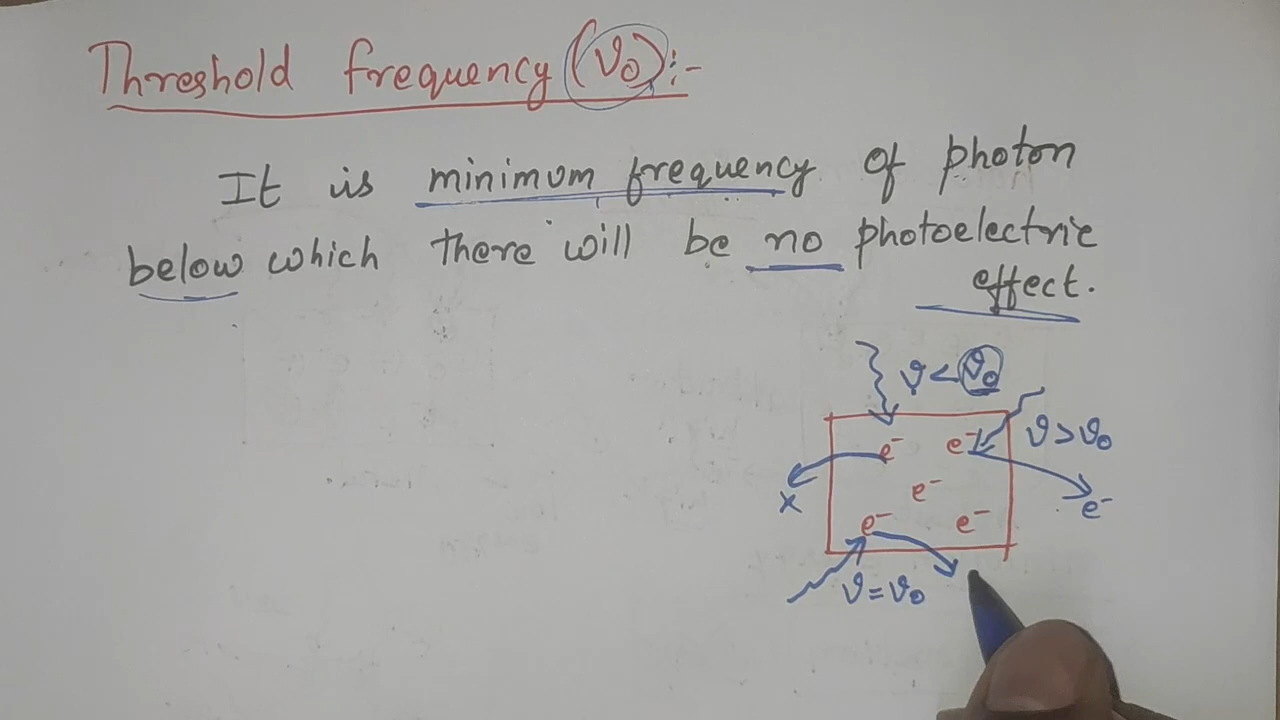 Threshold frequency (ν₀):-
It is minimum frequency of photon
below which there will be no photoelectric
effect.
ν < ν₀
ν > ν₀
e⁻ e⁻
e⁻
x e⁻
e⁻ e⁻
ν = ν₀